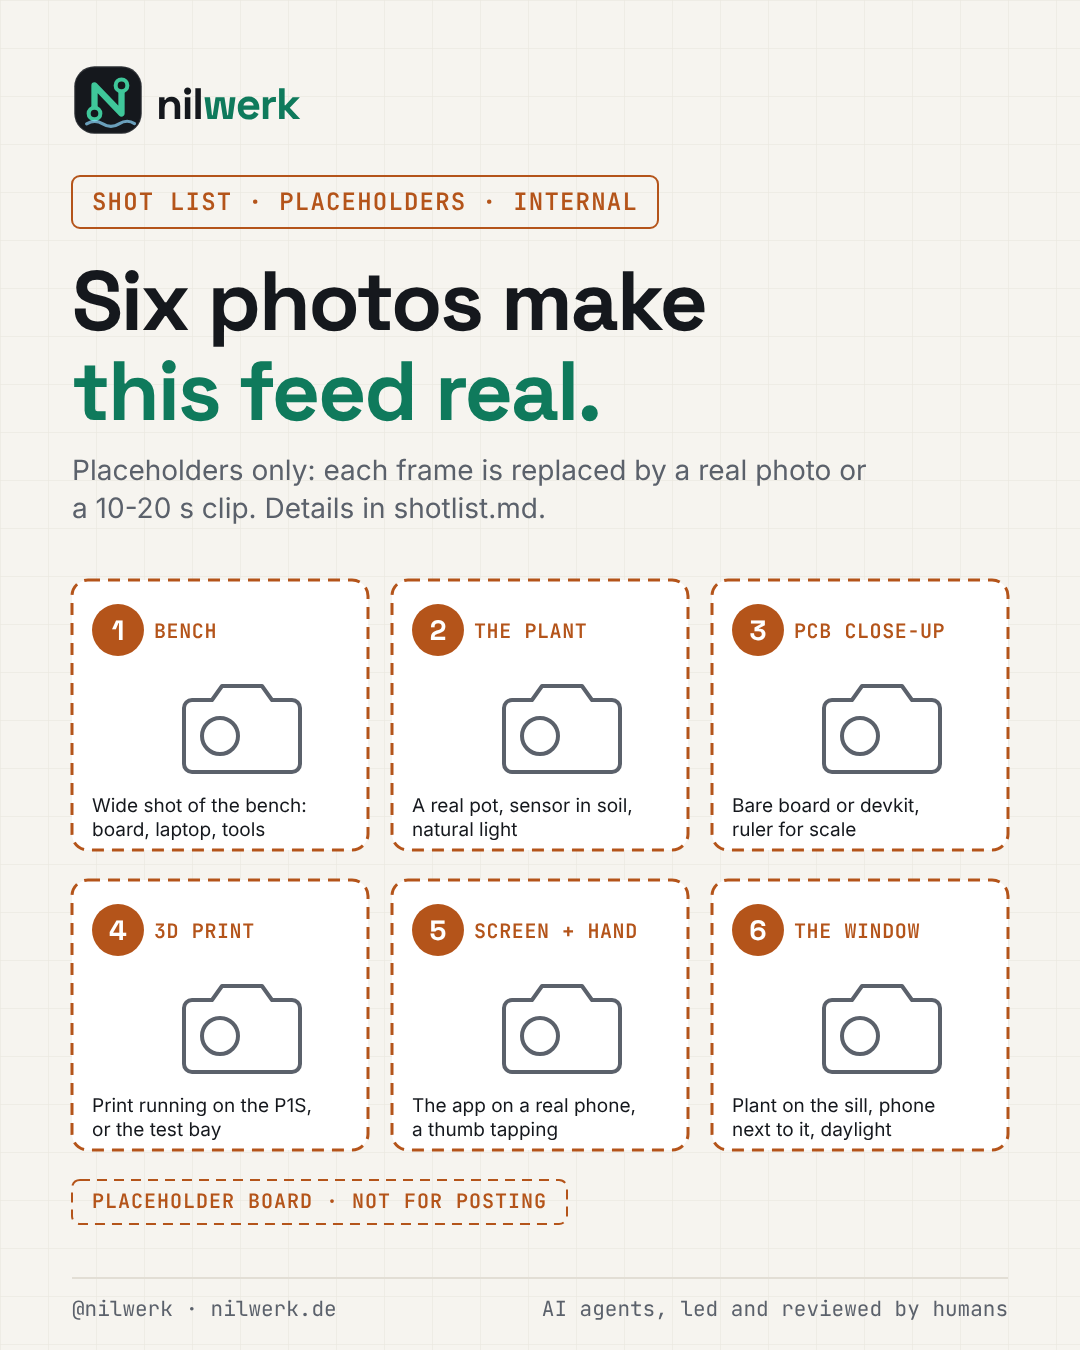 nilwerk
SHOT LIST · PLACEHOLDERS · INTERNAL
Six photos make
this feed real.
Placeholders only: each frame is replaced by a real photo or
a 10-20 s clip. Details in shotlist.md.
1 BENCH
Wide shot of the bench:
board, laptop, tools
2 THE PLANT
A real pot, sensor in soil,
natural light
3 PCB CLOSE-UP
Bare board or devkit,
ruler for scale
4 3D PRINT
Print running on the P1S,
or the test bay
5 SCREEN + HAND
The app on a real phone,
a thumb tapping
6 THE WINDOW
Plant on the sill, phone
next to it, daylight
PLACEHOLDER BOARD · NOT FOR POSTING
@nilwerk · nilwerk.de
AI agents, led and reviewed by humans